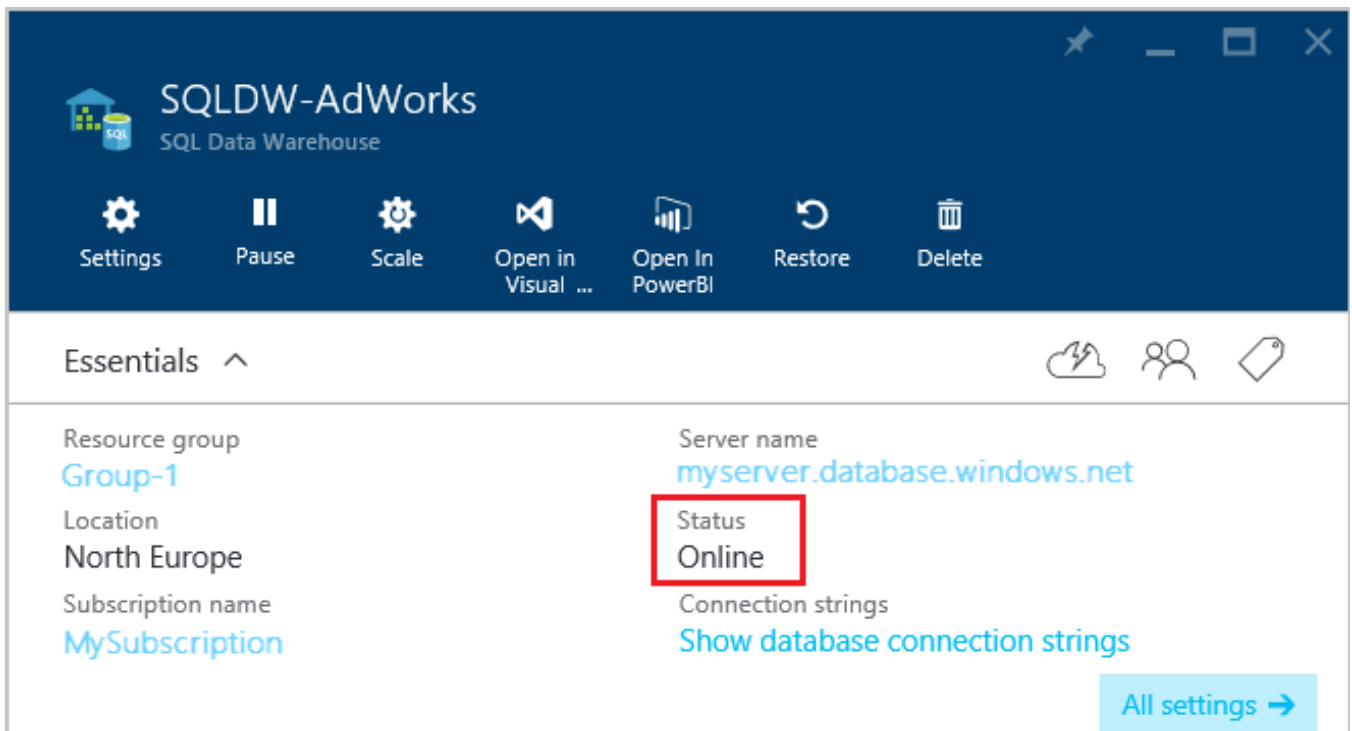 SQLDW-AdWorks
SQL
SQL Data Warehouse
Settings
Pause
Scale
Open in
Visual ...
Open In
PowerBI
Restore
Delete
Essentials
Resource group
Group-1
Server name
myserver.database.windows.net
Location
North Europe
Status
Online
Subscription name
MySubscription
Connection strings
Show database connection strings
All settings